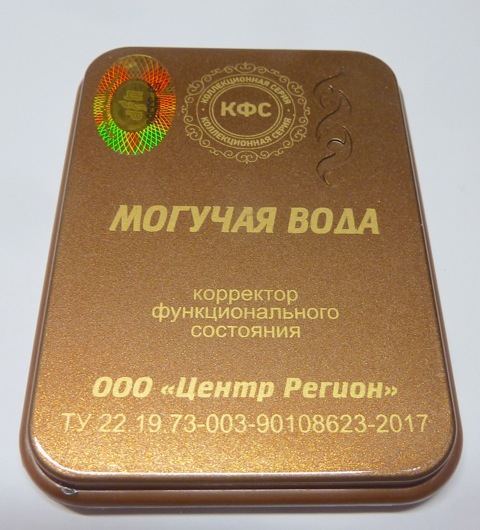 КОЛЛЕКЦИОННАЯ СЕРИЯ
КФС
КОЛЛЕКЦИОННАЯ СЕРИЯ
МОГУЧАЯ ВОДА
корректор
функционального
состояния
ООО «Центр Регион»
ТУ 22.19.73-003-90108623-2017